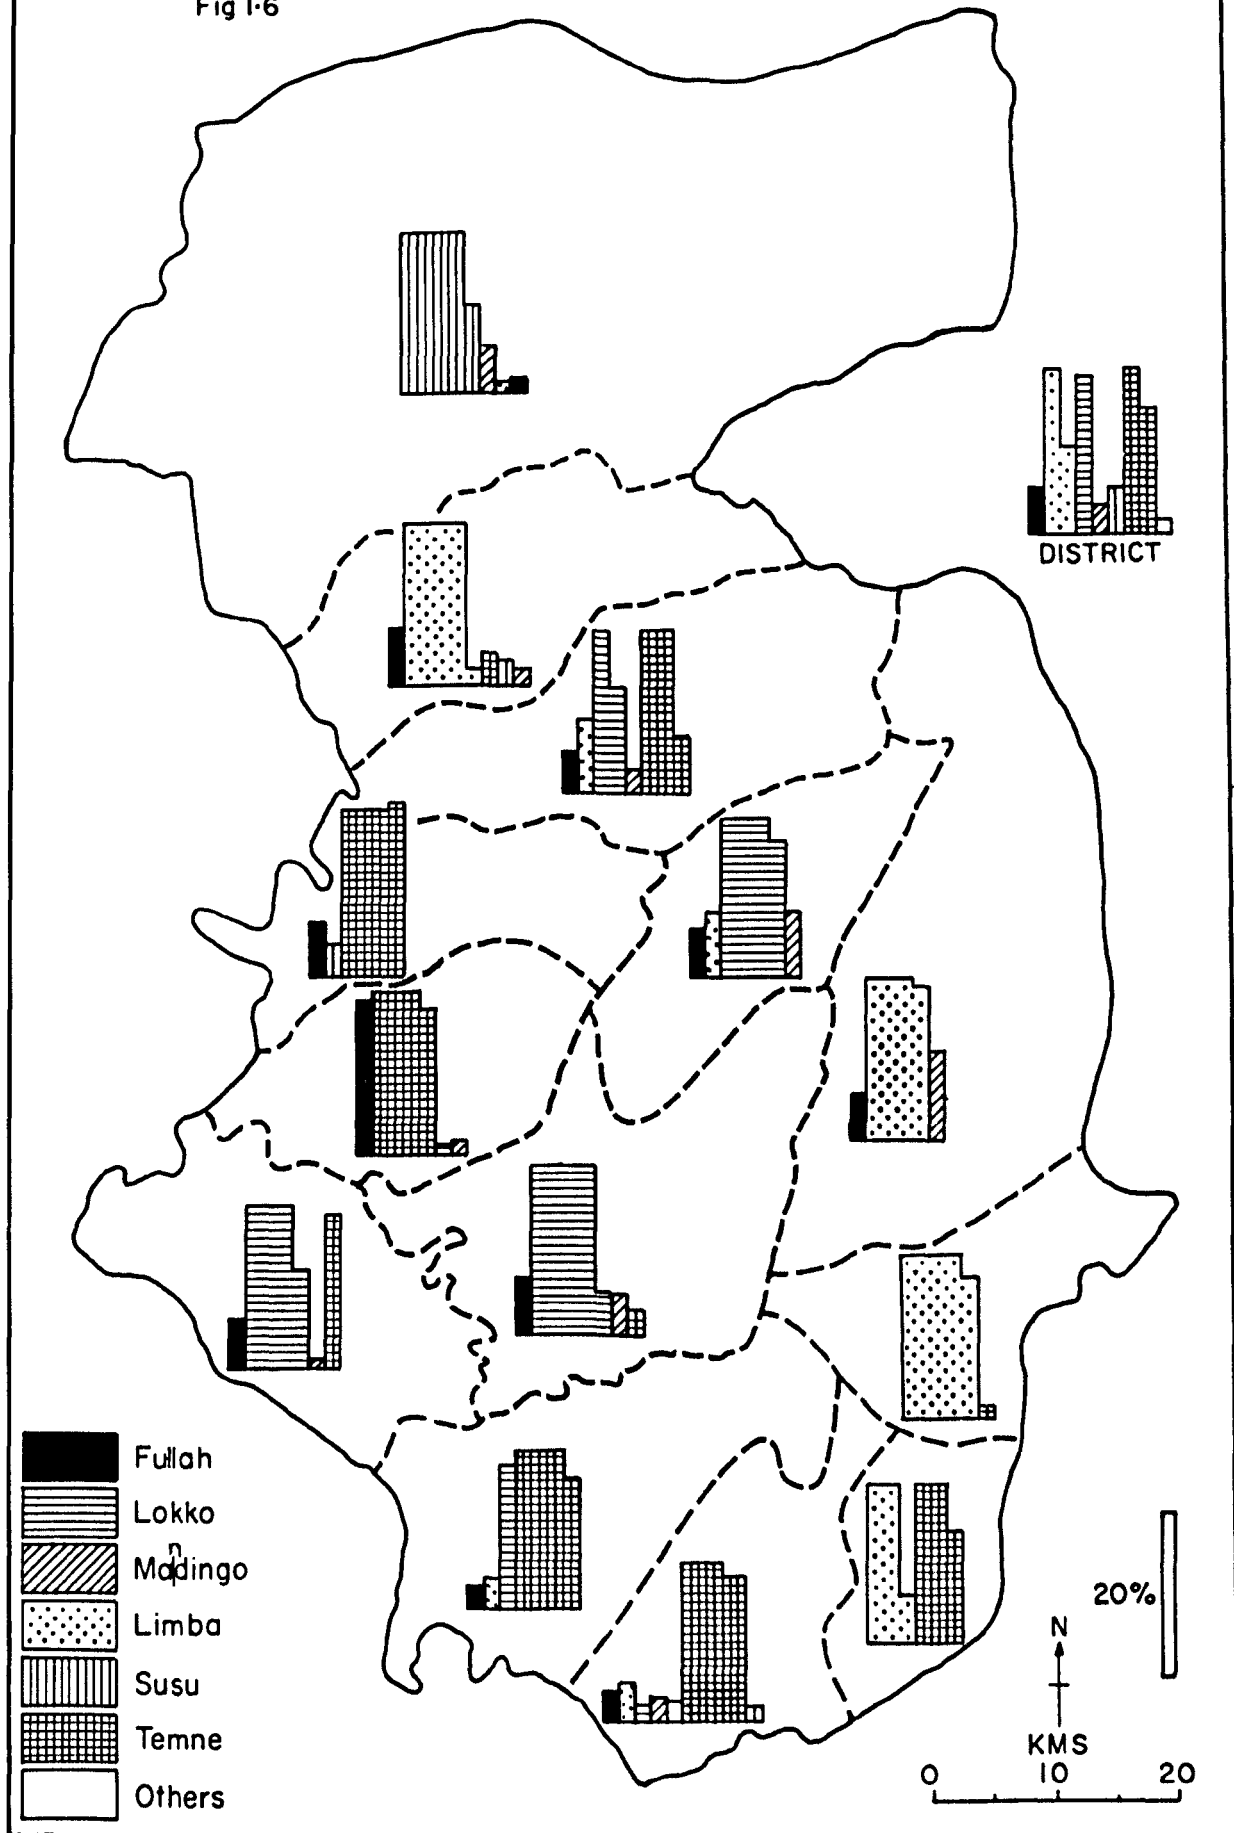 Fig 1·6
DISTRICT
Fullah
Lokko
Madingo
n
Limba
Susu
Temne
Others
20%
N
KMS
0 10 20